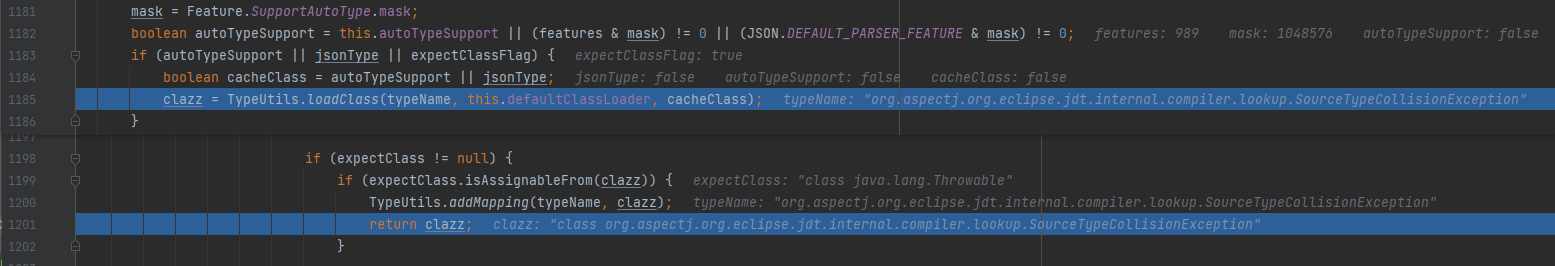 1181 mask = Feature.SupportAutoType.mask;
1182 boolean autoTypeSupport = this.autoTypeSupport || (features & mask) != 0 || (JSON.DEFAULT_PARSER_FEATURE & mask) != 0; features: 989 mask: 1048576 autoTypeSupport: false
1183 if (autoTypeSupport || jsonType || expectClassFlag) { expectClassFlag: true
1184 boolean cacheClass = autoTypeSupport || jsonType; jsonType: false autoTypeSupport: false cacheClass: false
1185 clazz = TypeUtils.loadClass(typeName, this.defaultClassLoader, cacheClass); typeName: "org.aspectj.org.eclipse.jdt.internal.compiler.lookup.SourceTypeCollisionException"
1186 }
1197
1198 if (expectClass != null) {
1199 if (expectClass.isAssignableFrom(clazz)) { expectClass: "class java.lang.Throwable"
1200 TypeUtils.addMapping(typeName, clazz); typeName: "org.aspectj.org.eclipse.jdt.internal.compiler.lookup.SourceTypeCollisionException"
1201 return clazz; clazz: "class org.aspectj.org.eclipse.jdt.internal.compiler.lookup.SourceTypeCollisionException"
1202 }